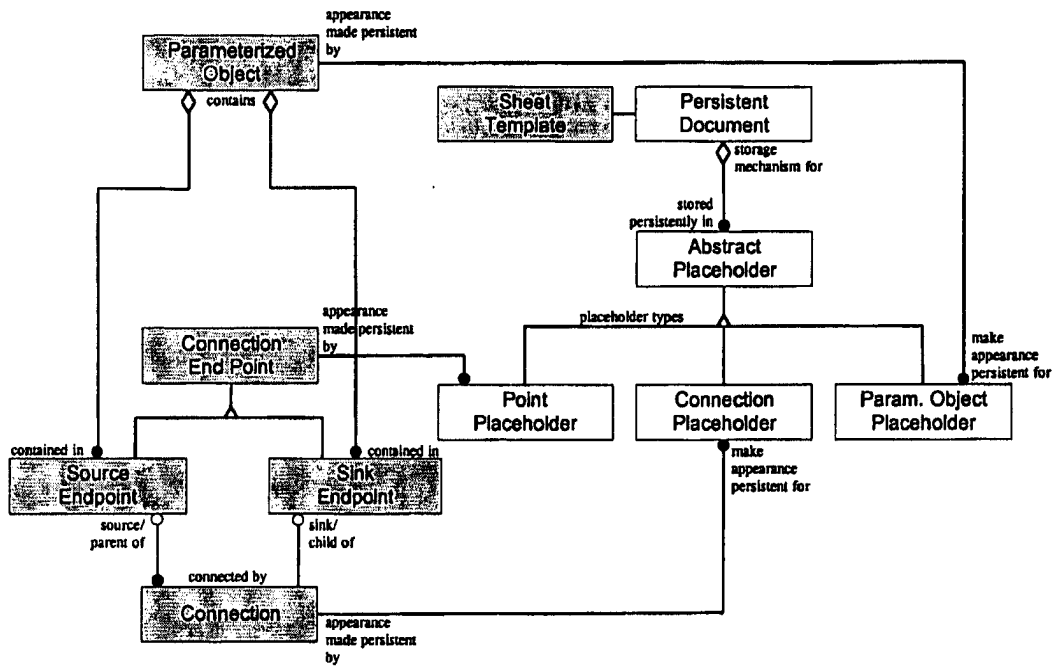 appearance
made persistent
by
Parameterized
Object
contains
Sheet
Template
Persistent
Document
storage
mechanism for
stored
persistently in
Abstract
Placeholder
placeholder types
appearance
made persistent
by
Connection
End Point
make
appearance
persistent for
Point
Placeholder
Connection
Placeholder
Param. Object
Placeholder
contained in
contained in
Source
Endpoint
Sink
Endpoint
make
appearance
persistent for
source/
parent of
sink/
child of
connected by
Connection
appearance
made persistent
by